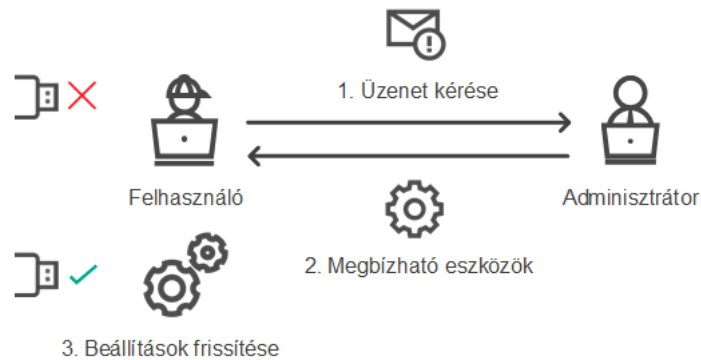 1. Üzenet kérése
Felhasználó
Adminisztrátor
2. Megbízható eszközök
3. Beállítások frissítése